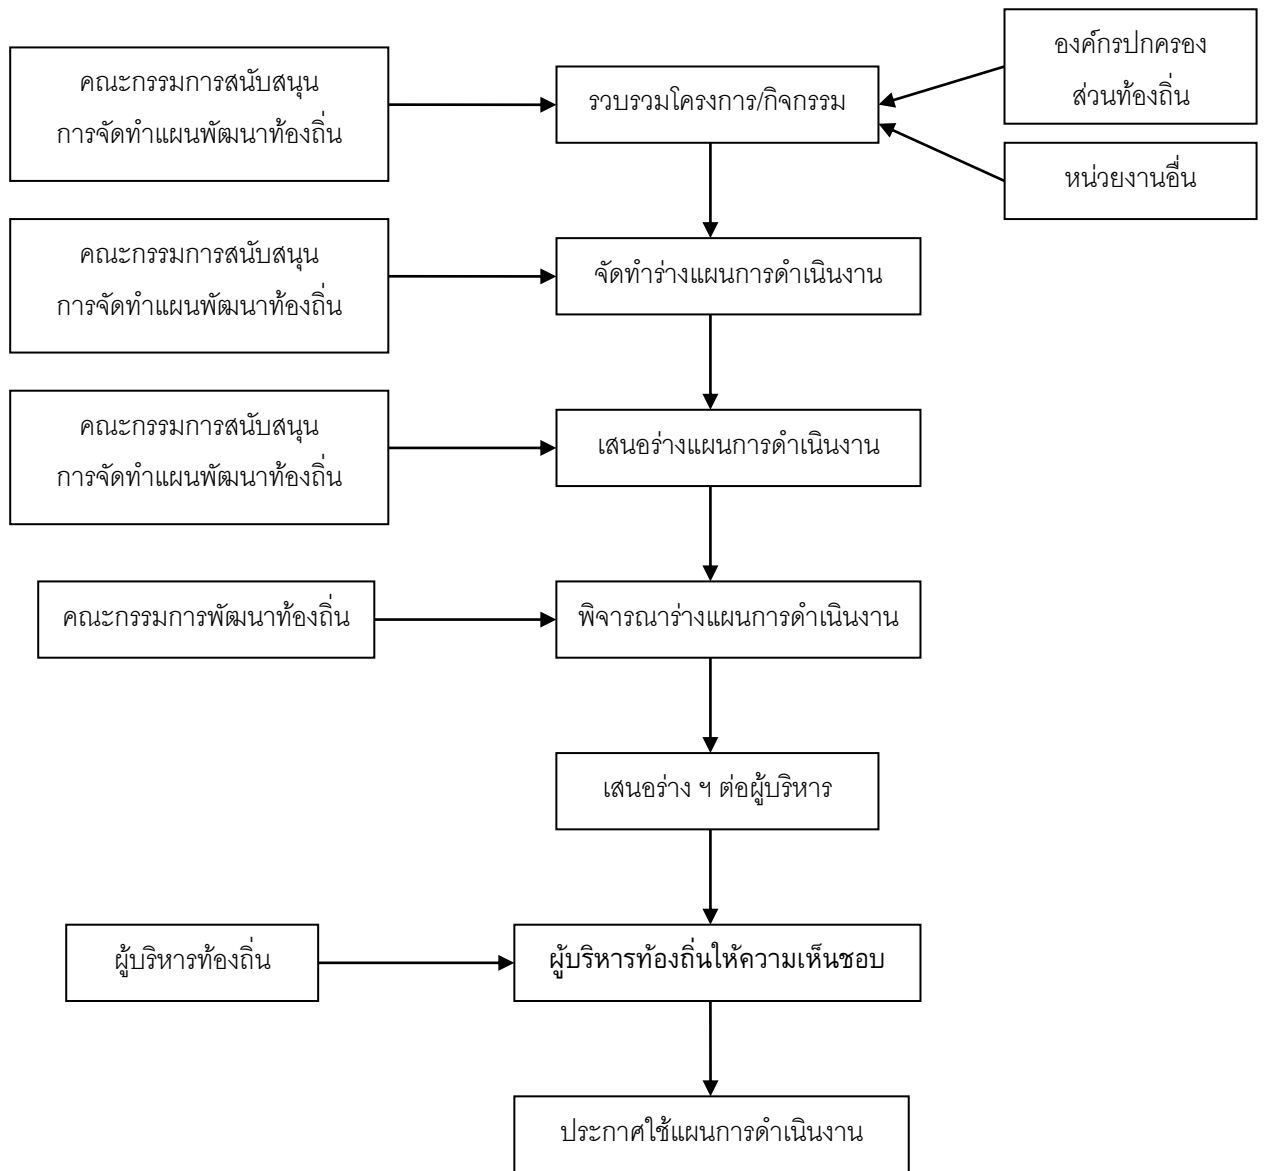 องค์กรปกครอง
ส่วนท้องถิ่น
คณะกรรมการสนับสนุน
การจัดทำแผนพัฒนาท้องถิ่น
รวบรวมโครงการ/กิจกรรม
หน่วยงานอื่น
คณะกรรมการสนับสนุน
การจัดทำแผนพัฒนาท้องถิ่น
จัดทำร่างแผนการดำเนินงาน
คณะกรรมการสนับสนุน
การจัดทำแผนพัฒนาท้องถิ่น
เสนอร่างแผนการดำเนินงาน
คณะกรรมการพัฒนาท้องถิ่น
พิจารณาร่างแผนการดำเนินงาน
เสนอร่าง ฯ ต่อผู้บริหาร
ผู้บริหารท้องถิ่น
ผู้บริหารท้องถิ่นให้ความเห็นชอบ
ประกาศใช้แผนการดำเนินงาน